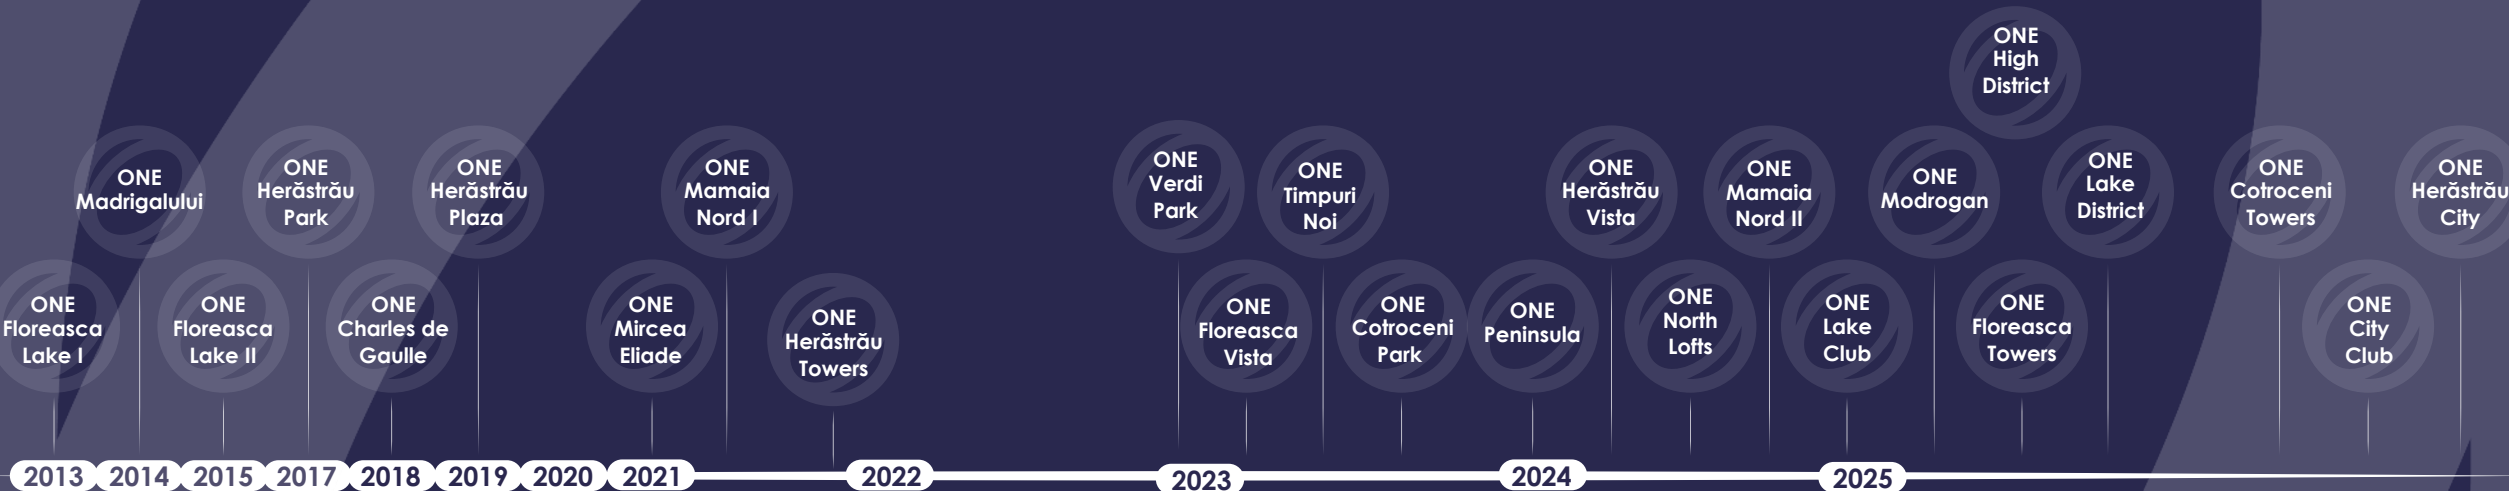 ONE
Floreasca
Lake I
ONE
Madrigalului
ONE
Floreasca
Lake II
ONE
Herăstrău
Park
ONE
Charles de
Gaulle
ONE
Herăstrău
Plaza
ONE
Mircea
Eliade
ONE
Mamaia
Nord I
ONE
Herăstrău
Towers
ONE
Verdi
Park
ONE
Floreasca
Vista
ONE
Timpuri
Noi
ONE
Cotroceni
Park
ONE
Peninsula
ONE
Herăstrău
Vista
ONE
North
Lofts
ONE
Mamaia
Nord II
ONE
Lake
Club
ONE
Modrogan
ONE
High
District
ONE
Floreasca
Towers
ONE
Lake
District
ONE
Cotroceni
Towers
ONE
City
Club
ONE
Herăstrău
City
2013 2014 2015 2017 2018 2019 2020 2021 2022 2023 2024 2025